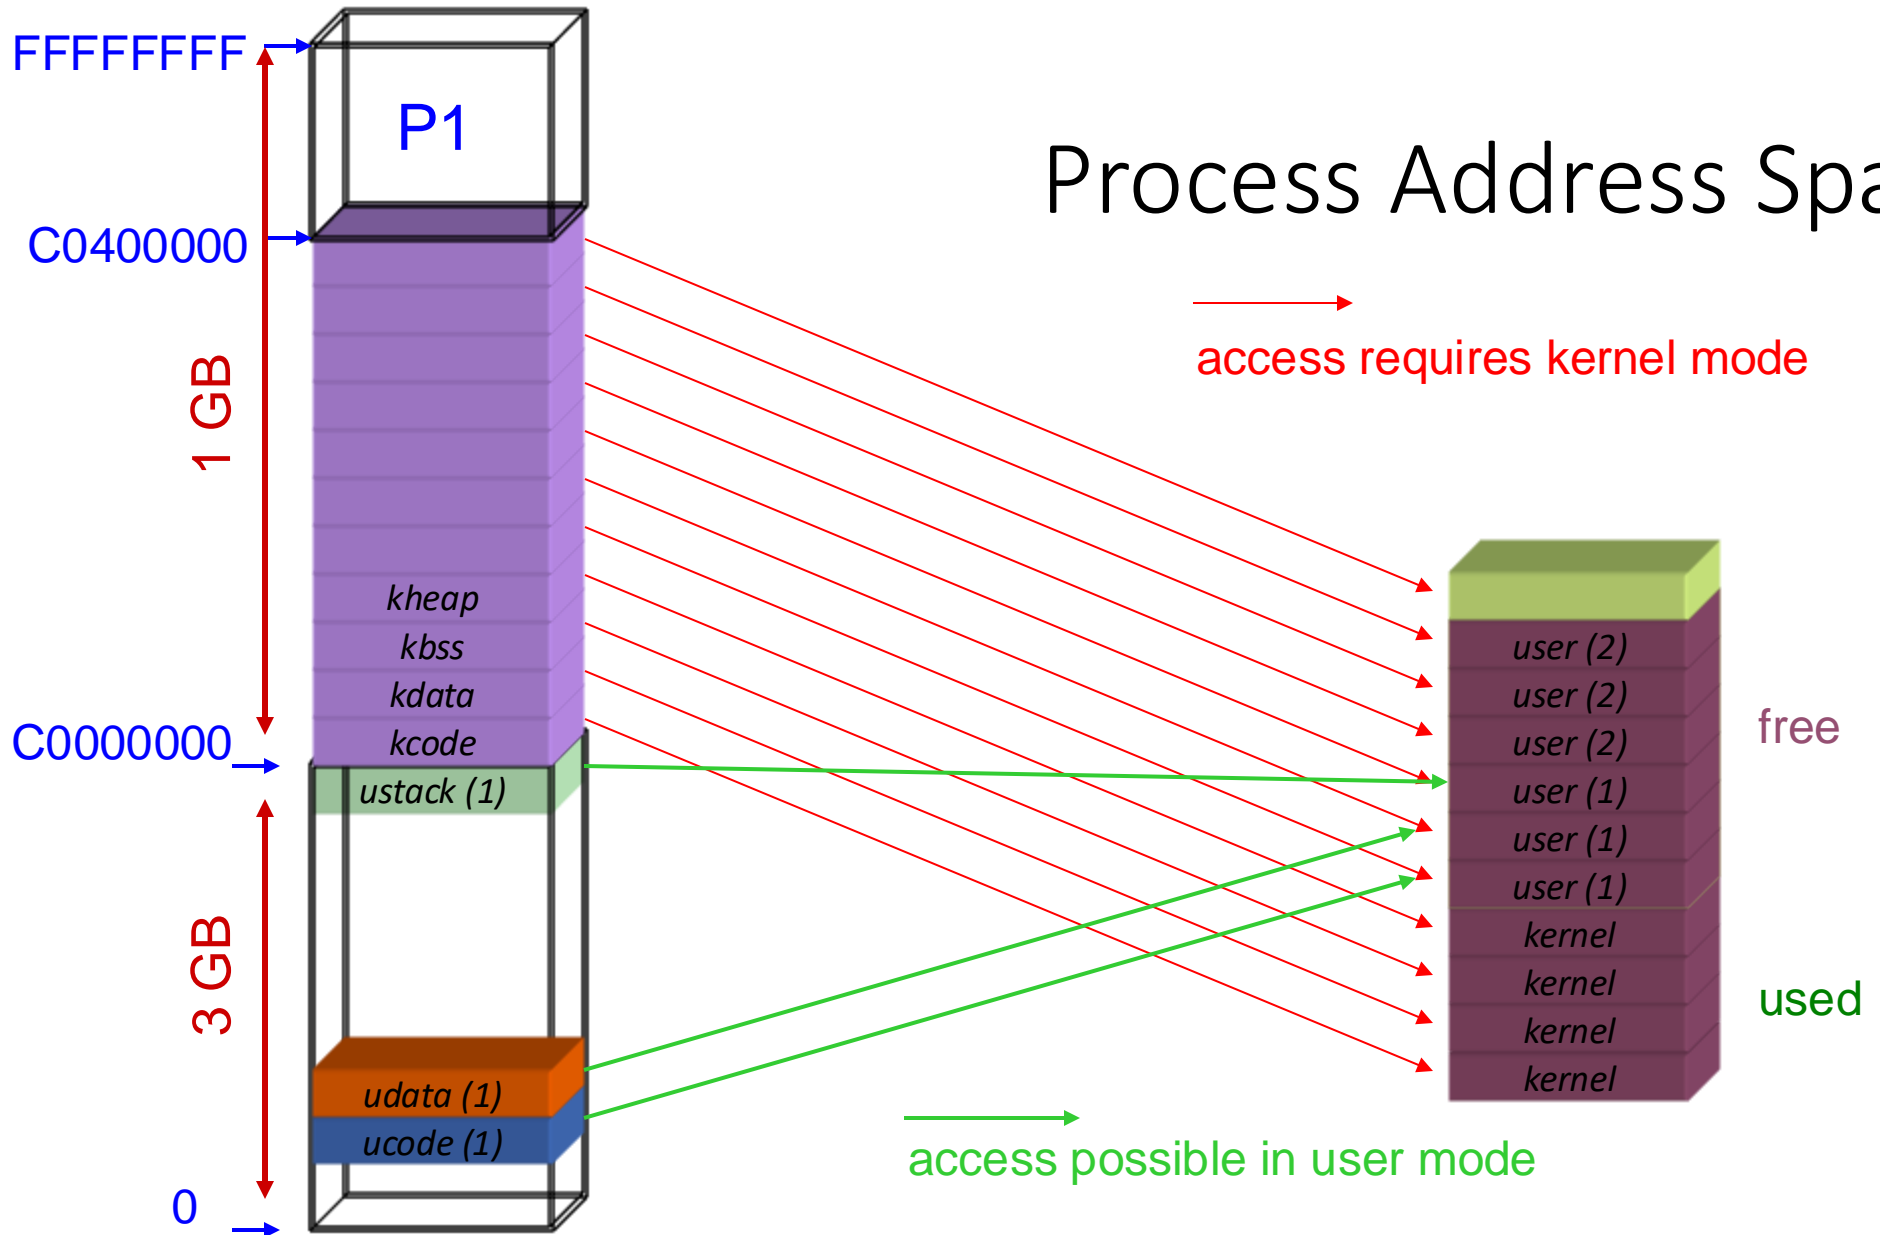 FFFFFFFF
P1
Process Address Spa
C0400000
access requires kernel mode
1 GB
kheap
kbss
kdata
kcode
C0000000
ustack (1)
3 GB
udata (1)
ucode (1)
0
user (2)
user (2)
user (2)
user (1)
user (1)
user (1)
kernel
kernel
kernel
kernel
free
used
access possible in user mode